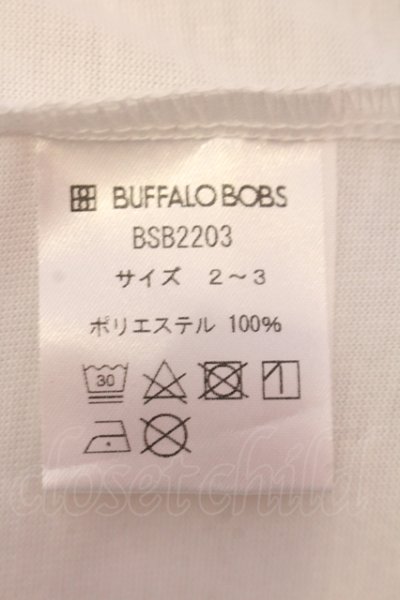 BUFFALO BOBS
BSB2203
サイズ 2～3
ポリエステル 100%
30
closet child